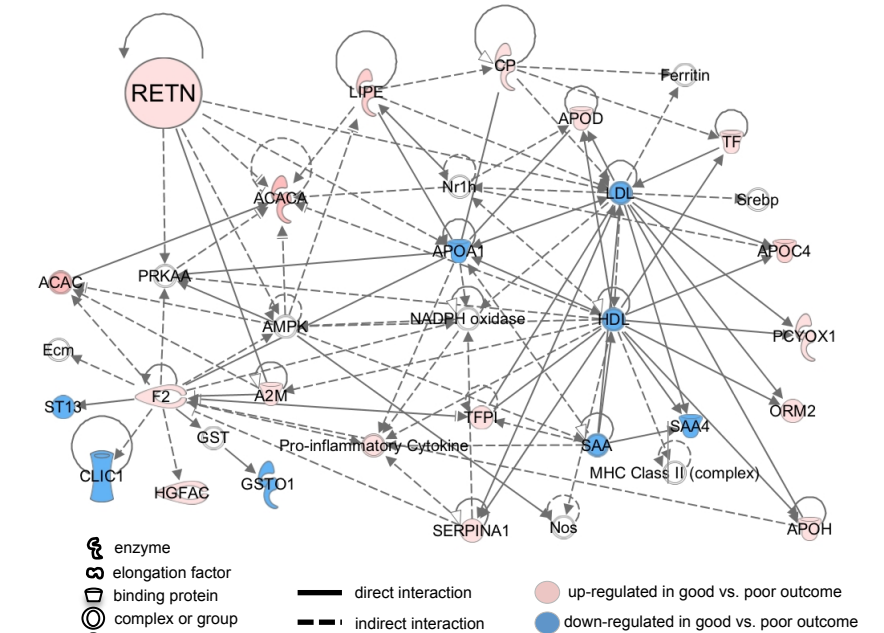 RETN
CP
Ferritin
LIPE
APOD
TF
Nr1h
LDL
ACACA
Srebp
APOA1
APOC4
ACAC
PRKAA
AMPK
NADPH oxidase
HDL
PCYOX1
Ecm
ST13
F2
A2M
TFPI
ORM2
GST
Pro-inflammatory Cytokine
SAA
SAA4
CLIC1
HGFAC
GSTO1
MHC Class II (complex)
SERPINA1
Nos
APOH
enzyme
elongation factor
binding protein
complex or group
direct interaction
indirect interaction
up-regulated in good vs. poor outcome
down-regulated in good vs. poor outcome